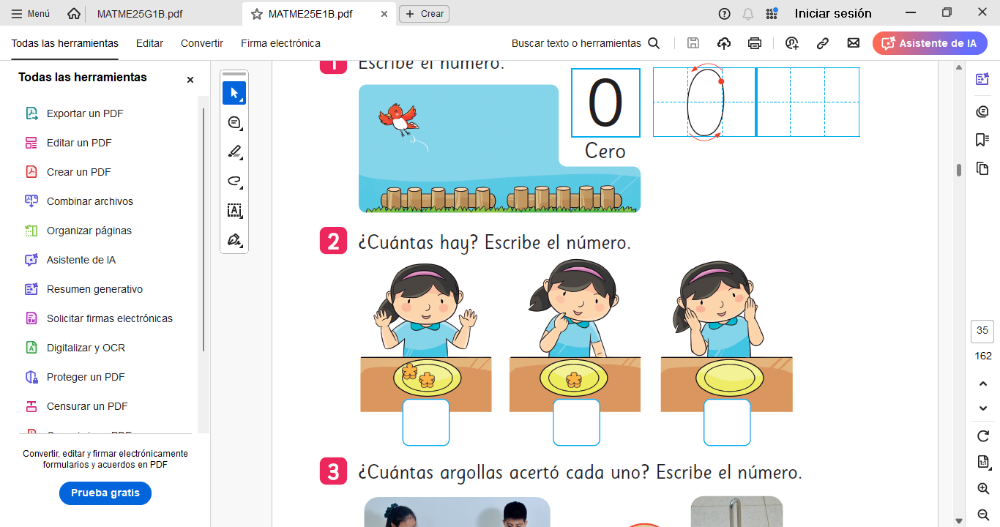 Menú
MATME25G1B.pdf
MATME25E1B.pdf
Crear
Iniciar sesión
Todas las herramientas
Editar
Convertir
Firma electrónica
Buscar texto o herramientas
Asistente de IA
Todas las herramientas
Exportar un PDF
Editar un PDF
Crear un PDF
Combinar archivos
Organizar páginas
Asistente de IA
Resumen generativo
Solicitar firmas electrónicas
Digitalizar y OCR
Proteger un PDF
Censurar un PDF
Convertir, editar y firmar electrónicamente
formularios y acuerdos en PDF
Prueba gratis
1 Escribe el número.
0
Cero
2 ¿Cuántas hay? Escribe el número.
3 ¿Cuántas argollas acertó cada uno? Escribe el número.
35
162